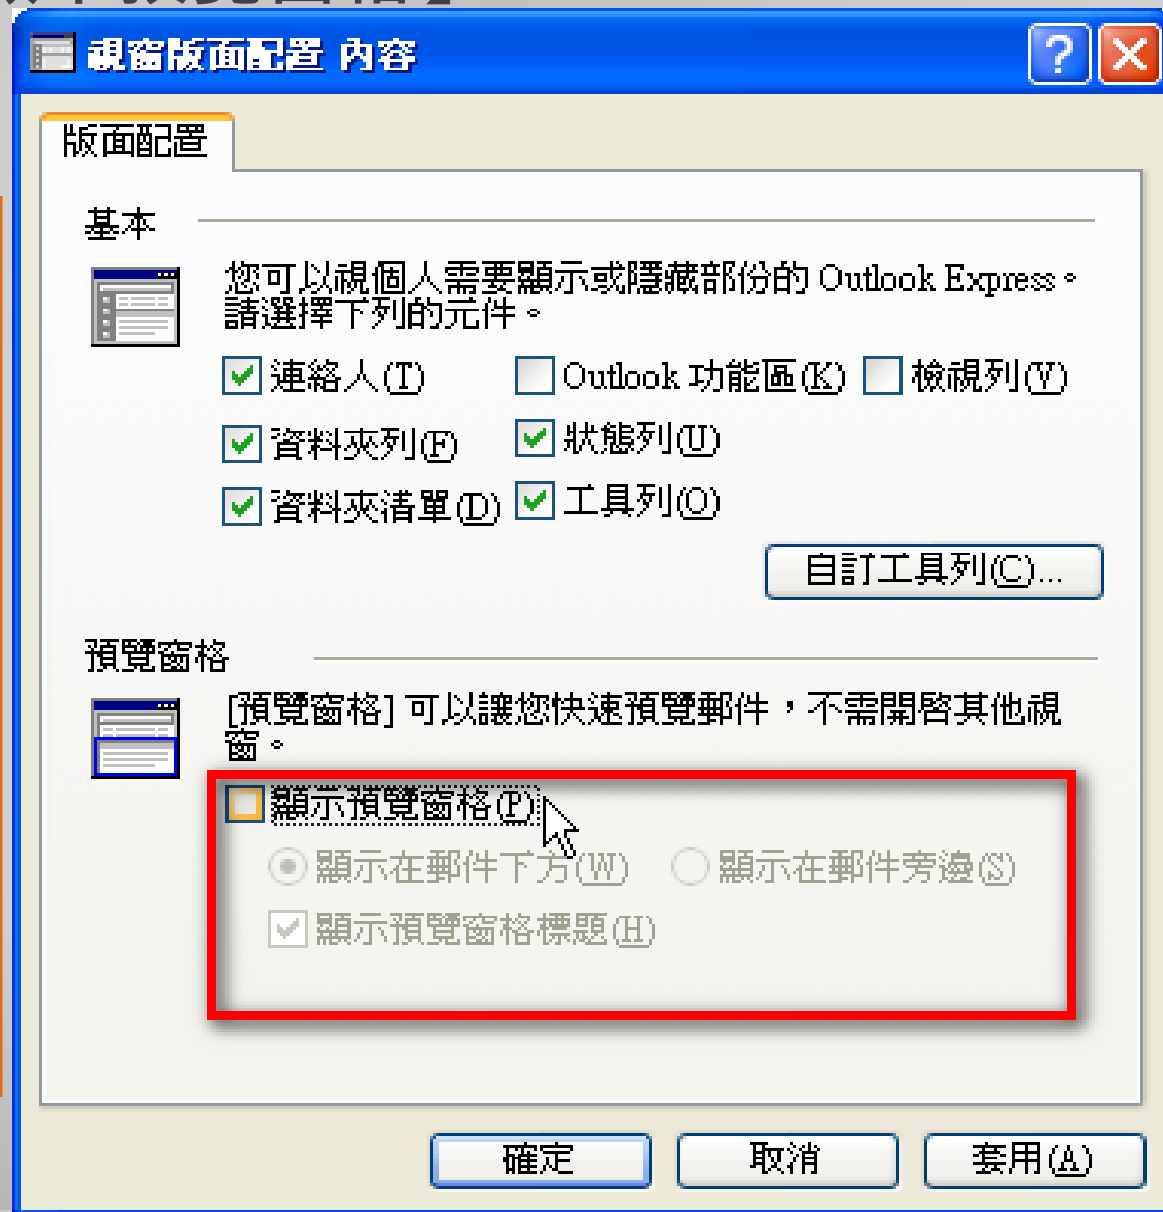 視窗版面配置 內容
版面配置
基本
您可以視個人需要顯示或隱藏部份的 Outlook Express。
請選擇下列的元件。
連絡人(T) Outlook 功能區(K) 檢視列(V)
資料夾列(F) 狀態列(U)
資料夾清單(D) 工具列(O)
自訂工具列(C)...
預覽窗格
[預覽窗格] 可以讓您快速預覽郵件，不需開啟其他視
窗。
顯示預覽窗格(P)
顯示在郵件下方(W) 顯示在郵件旁邊(S)
顯示預覽窗格標題(H)
確定 取消 套用(A)